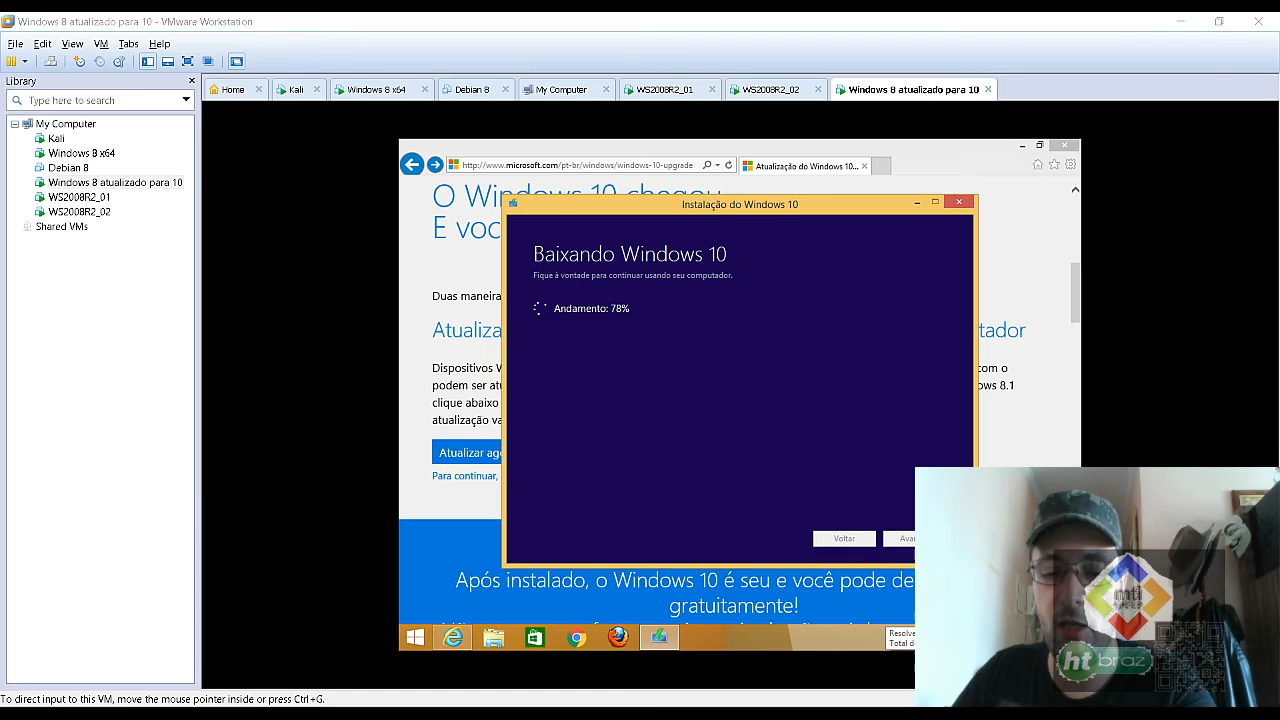 Windows 8 atualizado para 10 - VMware Workstation
File Edit View VM Tabs Help
Library
Type here to search
My Computer
Kali
Windows 8 x64
Debian 8
Windows 8 atualizado para 10
WS2008R2_01
WS2008R2_02
Shared VMs
Home Kali Windows 8 x64 Debian 8 My Computer WS2008R2_01 WS2008R2_02 Windows 8 atualizado para 10
http://www.microsoft.com/pt-br/windows/windows-10-upgrade Atualização do Windows 10...
O Windows 10 chegou
E voc
Instalação do Windows 10
Baixando Windows 10
Fique à vontade para continuar usando seu computador.
Andamento: 78%
Voltar Ava
Duas maneira
Atualiza tador
Dispositivos W com o
podem ser atu ws 8.1
clique abaixo
atualização va
Atualizar ago
Para continuar,
Após instalado, o Windows 10 é seu e você pode de
gratuitamente!
Resolve
Total de
mti
ht braz
To direct input to this VM, move the mouse pointer inside or press Ctrl+G.